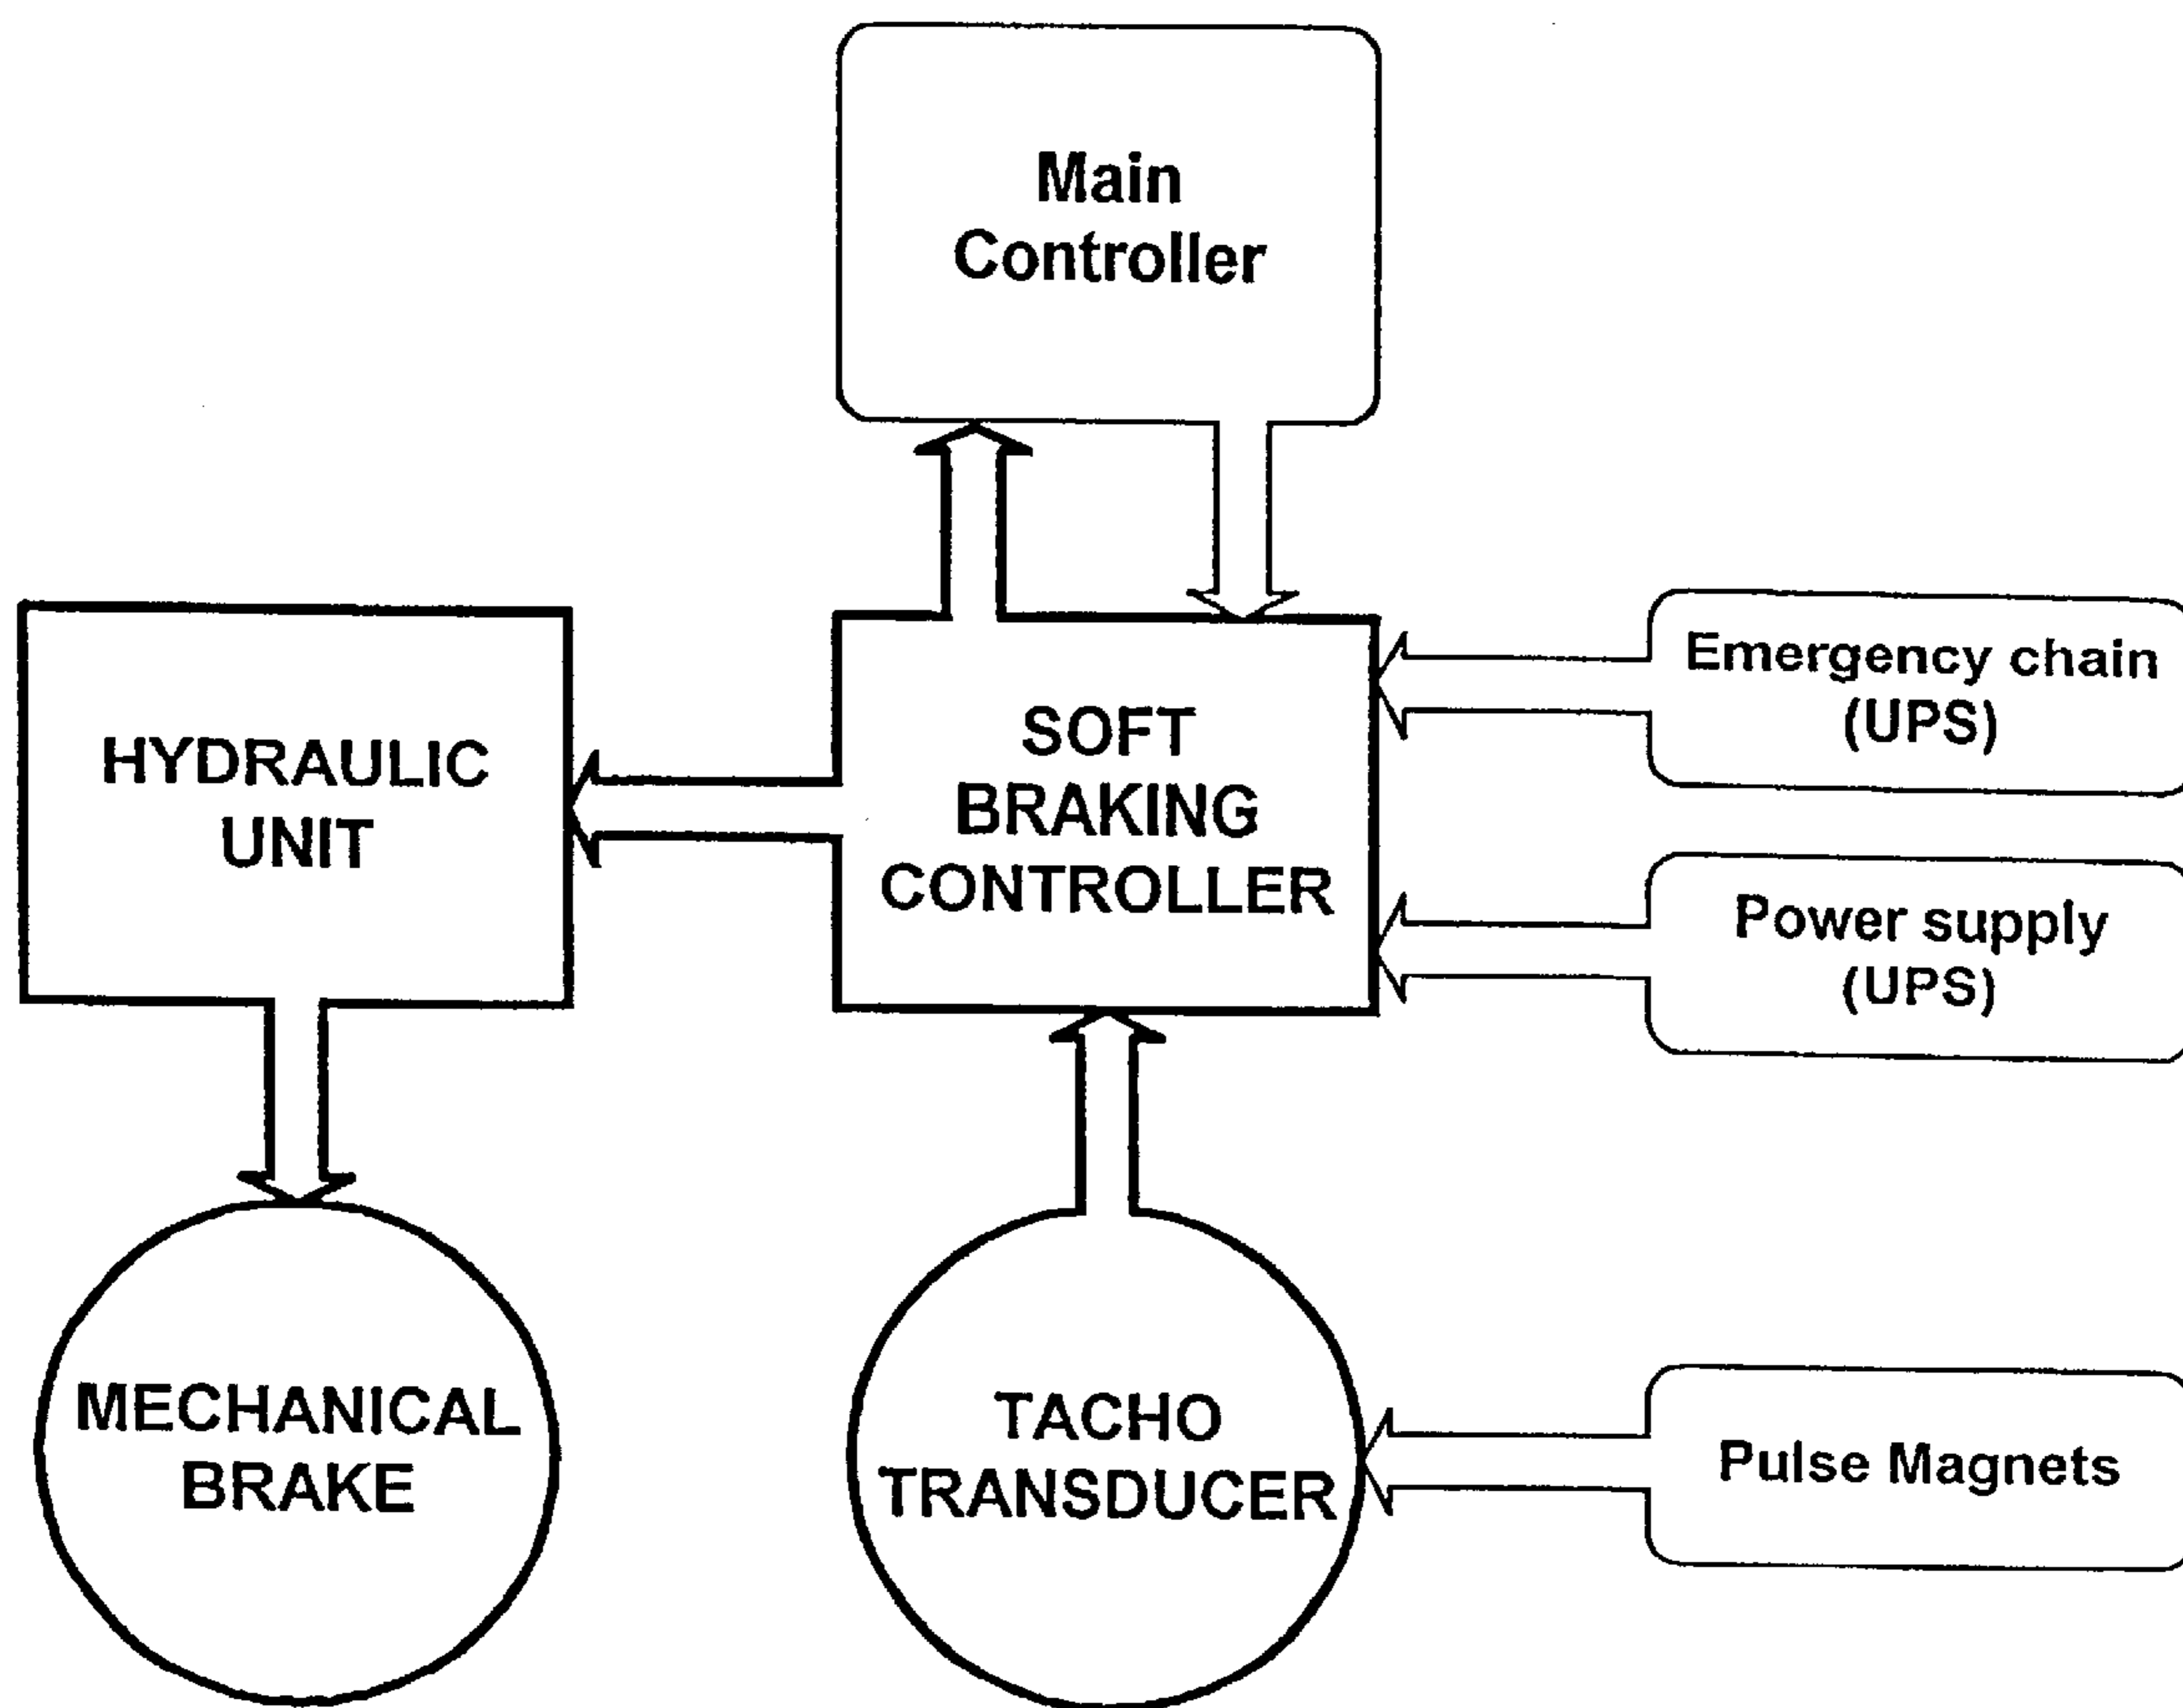 Main
Controller
HYDRAULIC
UNIT
SOFT
BRAKING
CONTROLLER
Emergency chain
(UPS)
Power supply
(UPS)
MECHANICAL
BRAKE
TACHO
TRANSDUCER
Pulse Magnets